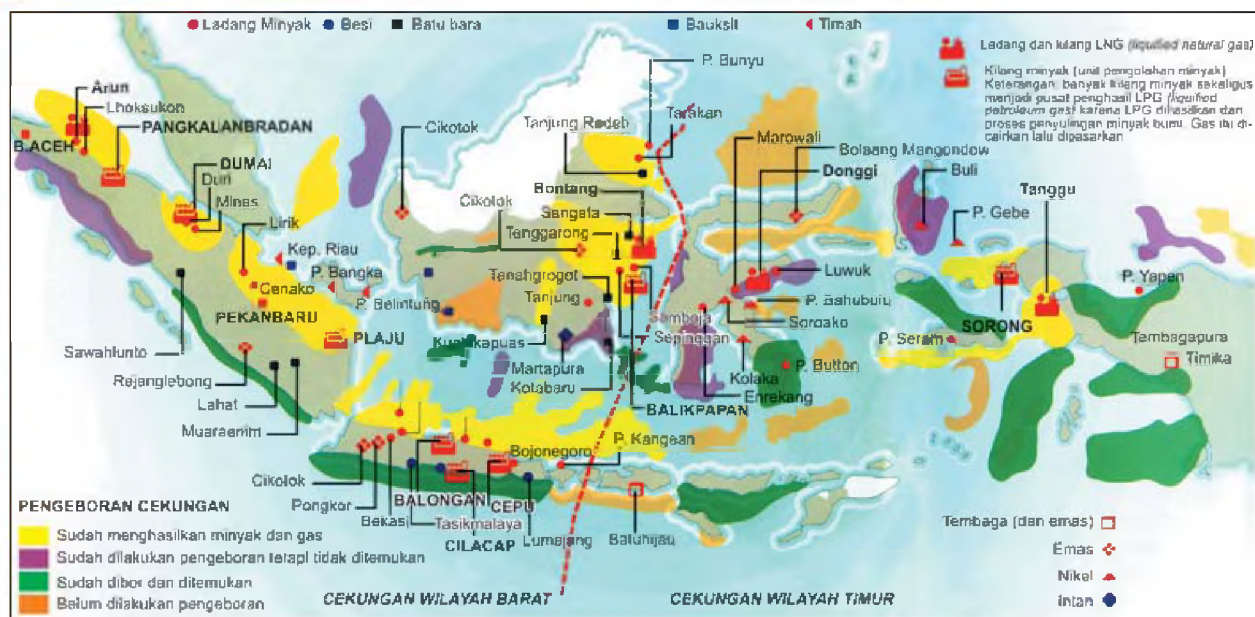 Ladang Minyak
Besi
Batu bara
Bauksit
Timah
Ladang dan kilang LNG (liquified natural gas)
Kilang minyak (unit pengolahan minyak)
Keterangan: banyak kilang minyak sekaligus
menjadi pusat penghasil LPG (liquified
petroleum gas) karena LPG dihasilkan dari
proses penyulingan minyak bumi. Gas itu di-
cairkan lalu dipasarkan
P. Bunyu
Arun
Lhoksukon
PANGKALANBRADAN
Cikotok
Tanjung Redeb
Tarakan
Morowali
Bolaang Mangondow
B.ACEH
DUMAI
Duri
Minas
Bontang
Donggi
Buli
Tanggu
Cikotok
Sangata
P. Gebe
Lirik
Tenggarong
Kep. Riau
P. Bangka
Tanahgrogot
Luwuk
P. Yapen
Cenako
P. Belintung
Tanjung
P. Bahubulu
PEKANBARU
Samboja
Soroako
SORONG
PLAJU
Kualakapuas
Sepinggan
P. Seram
Tembagapura
Sawahlunto
Timika
Martapura
Kolaka
P. Button
Rejanglebong
Kotabaru
Enrekang
Lahat
BALIKPAPAN
Muaraenim
P. Kangean
Bojonegoro
Cikotok
BALONGAN
CEPU
Pongkor
Bekasi
Tasikmalaya
Lumajang
Batuhijau
CILACAP
PENGEBORAN CEKUNGAN
Sudah menghasilkan minyak dan gas
Sudah dilakukan pengeboran tetapi tidak ditemukan
Sudah dibor dan ditemukan
Belum dilakukan pengeboran
CEKUNGAN WILAYAH BARAT
CEKUNGAN WILAYAH TIMUR
Tembaga (dan emas)
Emas
Nikel
Intan